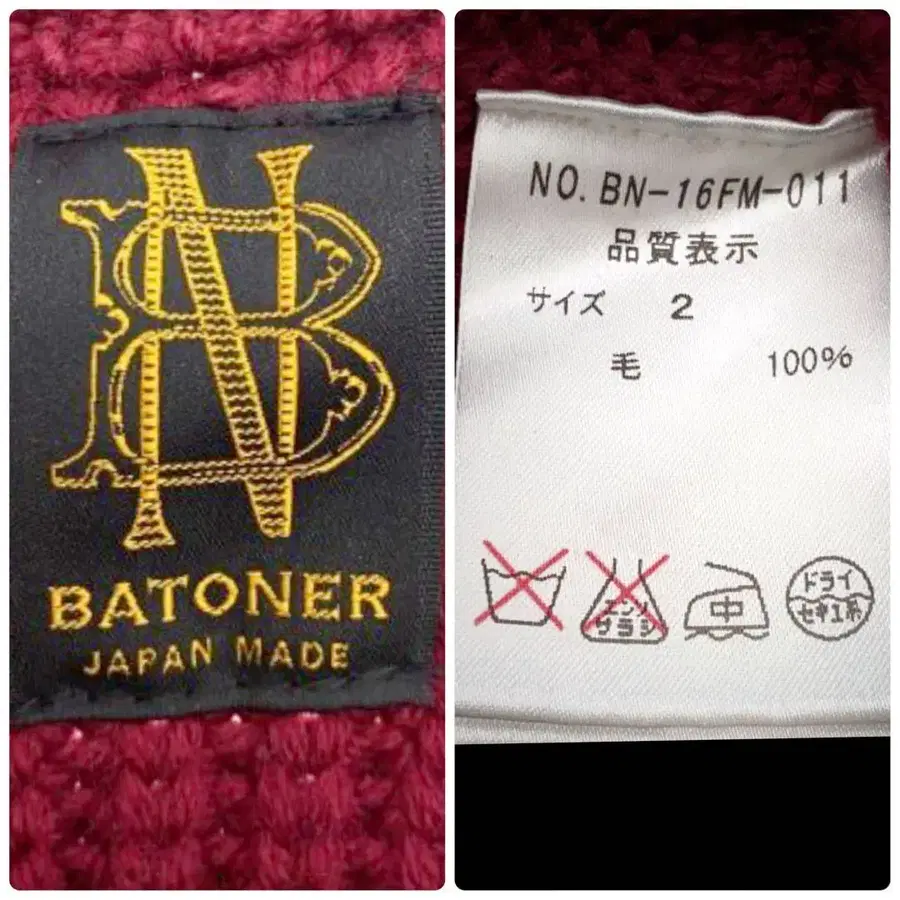 BN
BATONER
JAPAN MADE
NO. BN-16FM-011
品質表示
サイズ 2
毛 100%
エンソ
サラシ
中
ドライ
セキユ系